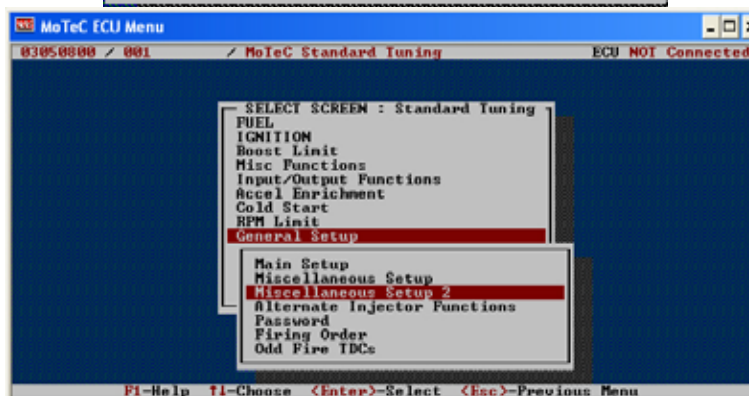 MoTeC ECU Menu
03050800 / 001 / MoTeC Standard Tuning ECU NOT Connected
SELECT SCREEN : Standard Tuning
FUEL
IGNITION
Boost Limit
Misc Functions
Input/Output Functions
Accel Enrichment
Cold Start
RPM Limit
General Setup
Main Setup
Miscellaneous Setup
Miscellaneous Setup 2
Alternate Injector Functions
Password
Firing Order
Odd Fire TDCs
F1-Help ↑↓-Choose <Enter>-Select <Esc>-Previous Menu